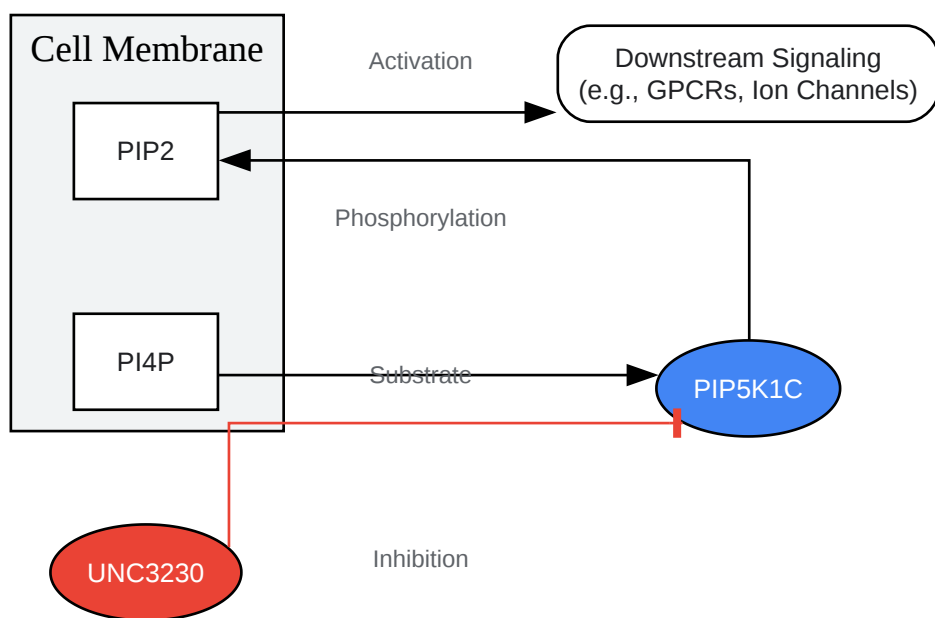 Cell Membrane
Activation
Downstream Signaling
(e.g., GPCRs, Ion Channels)
PIP2
Phosphorylation
PI4P
Substrate
PIP5K1C
Inhibition
UNC3230